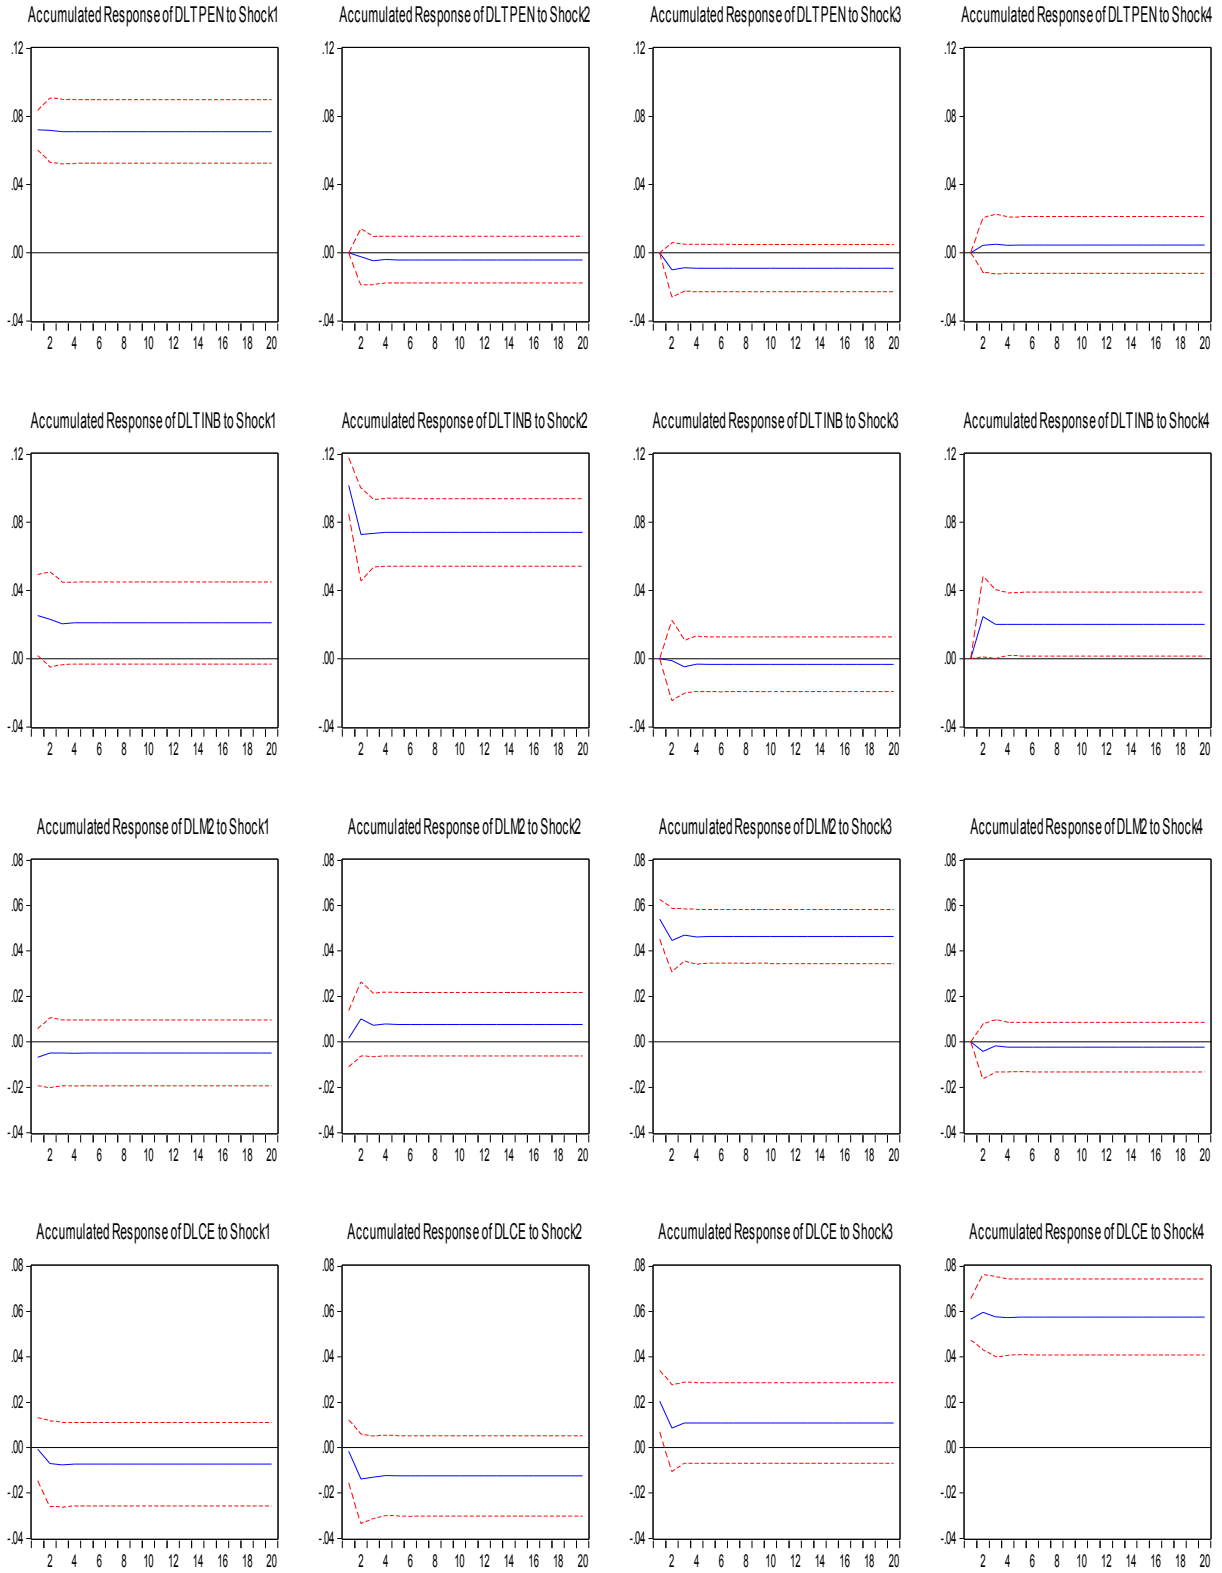 Accumulated Response of DLTPEN to Shock1 Accumulated Response of DLTPEN to Shock2 Accumulated Response of DLTPEN to Shock3 Accumulated Response of DLTPEN to Shock4
.12 .12 .12 .12
.08 .08 .08 .08
.04 .04 .04 .04
.00 .00 .00 .00
-.04 -.04 -.04 -.04
2 4 6 8 10 12 14 16 18 20 2 4 6 8 10 12 14 16 18 20 2 4 6 8 10 12 14 16 18 20 2 4 6 8 10 12 14 16 18 20
Accumulated Response of DLTINB to Shock1 Accumulated Response of DLTINB to Shock2 Accumulated Response of DLTINB to Shock3 Accumulated Response of DLTINB to Shock4
.12 .12 .12 .12
.08 .08 .08 .08
.04 .04 .04 .04
.00 .00 .00 .00
-.04 -.04 -.04 -.04
2 4 6 8 10 12 14 16 18 20 2 4 6 8 10 12 14 16 18 20 2 4 6 8 10 12 14 16 18 20 2 4 6 8 10 12 14 16 18 20
Accumulated Response of DLM2 to Shock1 Accumulated Response of DLM2 to Shock2 Accumulated Response of DLM2 to Shock3 Accumulated Response of DLM2 to Shock4
.08 .08 .08 .08
.06 .06 .06 .06
.04 .04 .04 .04
.02 .02 .02 .02
.00 .00 .00 .00
-.02 -.02 -.02 -.02
-.04 -.04 -.04 -.04
2 4 6 8 10 12 14 16 18 20 2 4 6 8 10 12 14 16 18 20 2 4 6 8 10 12 14 16 18 20 2 4 6 8 10 12 14 16 18 20
Accumulated Response of DLCE to Shock1 Accumulated Response of DLCE to Shock2 Accumulated Response of DLCE to Shock3 Accumulated Response of DLCE to Shock4
.08 .08 .08 .08
.06 .06 .06 .06
.04 .04 .04 .04
.02 .02 .02 .02
.00 .00 .00 .00
-.02 -.02 -.02 -.02
-.04 -.04 -.04 -.04
2 4 6 8 10 12 14 16 18 20 2 4 6 8 10 12 14 16 18 20 2 4 6 8 10 12 14 16 18 20 2 4 6 8 10 12 14 16 18 20